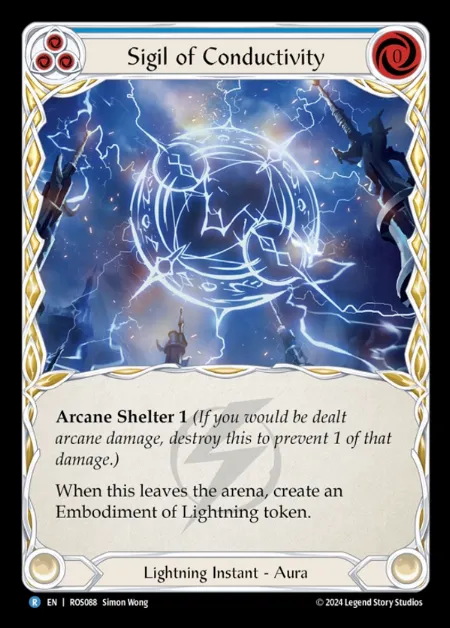 Sigil of Conductivity
0
Arcane Shelter 1 (If you would be dealt
arcane damage, destroy this to prevent 1 of that
damage.)
When this leaves the arena, create an
Embodiment of Lightning token.
Lightning Instant - Aura
R EN | ROS088 Simon Wong © 2024 Legend Story Studios